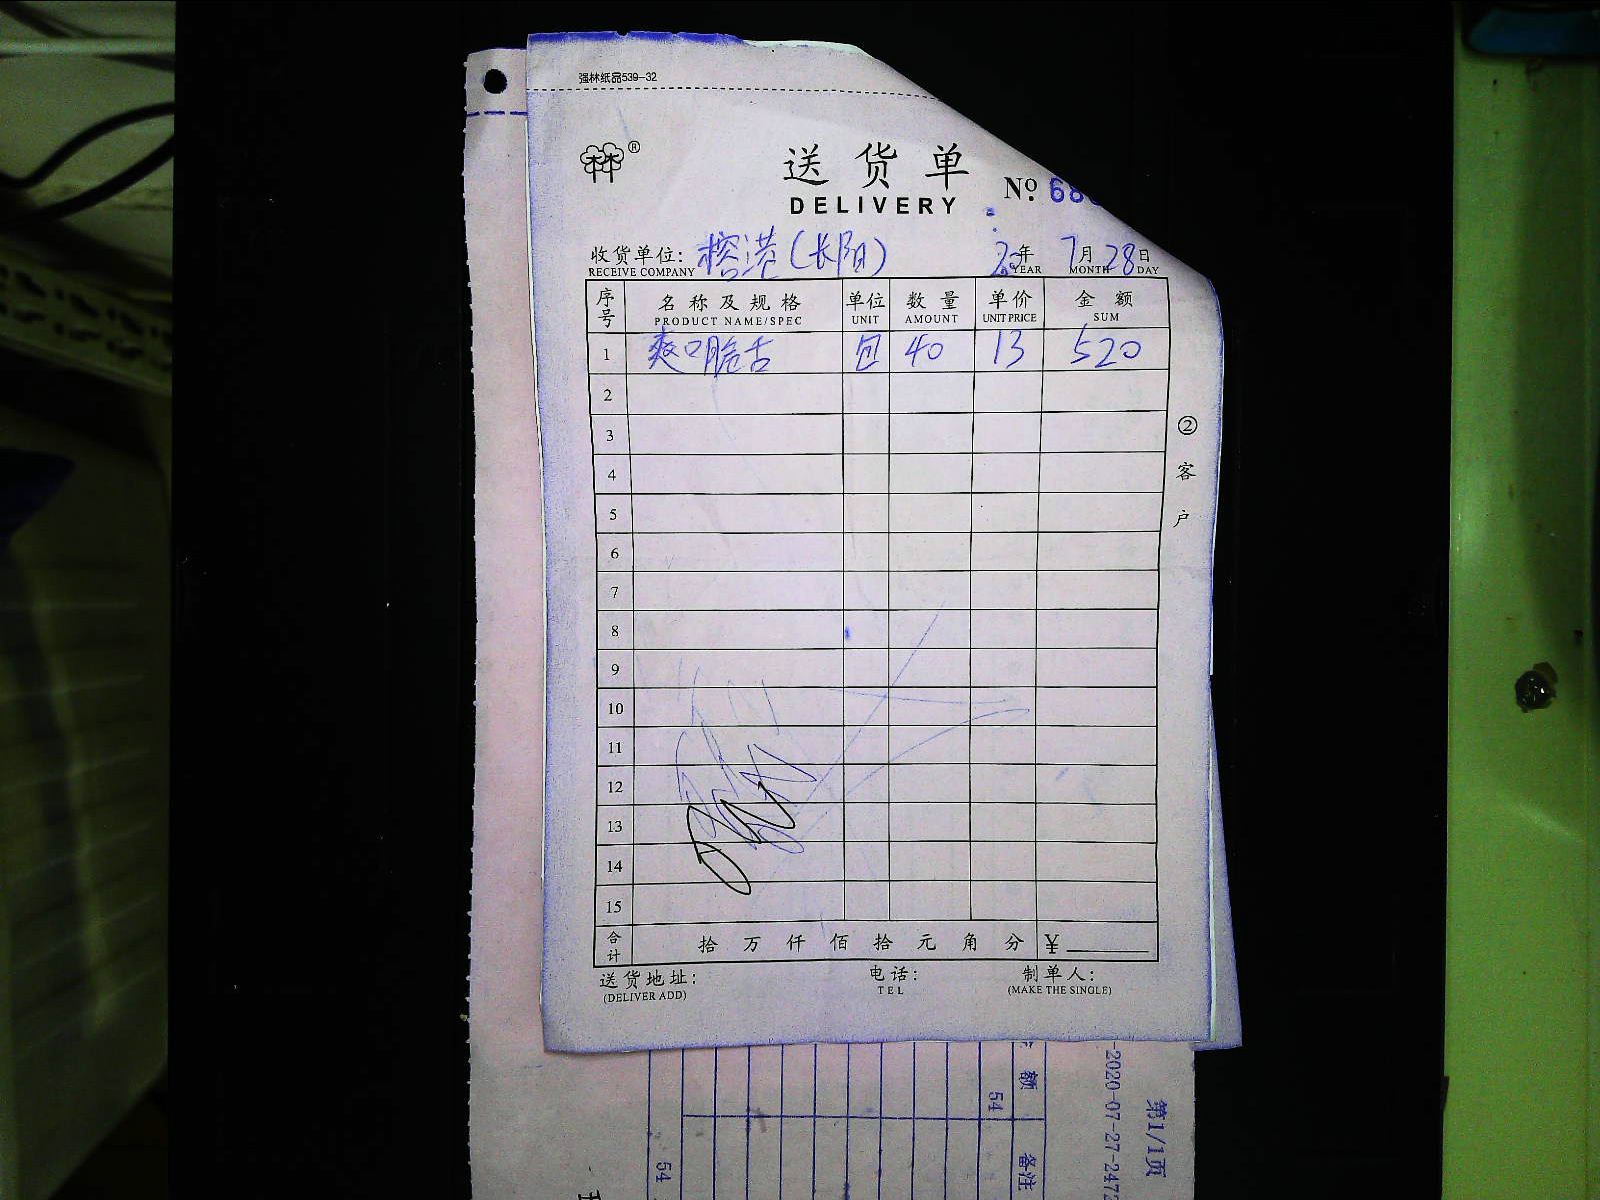 强林纸品539-32
林林®
送货单
DELIVERY
№ 68
收货单位: 榕港(长阳) 20年 7月28日
RECEIVE COMPANY YEAR MONTH DAY
序号 名称及规格 单位 数量 单价 金额
PRODUCT NAME/SPEC UNIT AMOUNT UNIT PRICE SUM
1 爽口脆舌 包 40 13 520
2
3
4
5
6
7
8
9
10
11
12
13
14
15
②客户
合计 拾万仟佰拾元角分 ¥
送货地址: 电话: 制单人:
(DELIVER ADD) TEL (MAKE THE SINGLE)
第1/1页
-2020-07-27-2472
额 备注
54
54